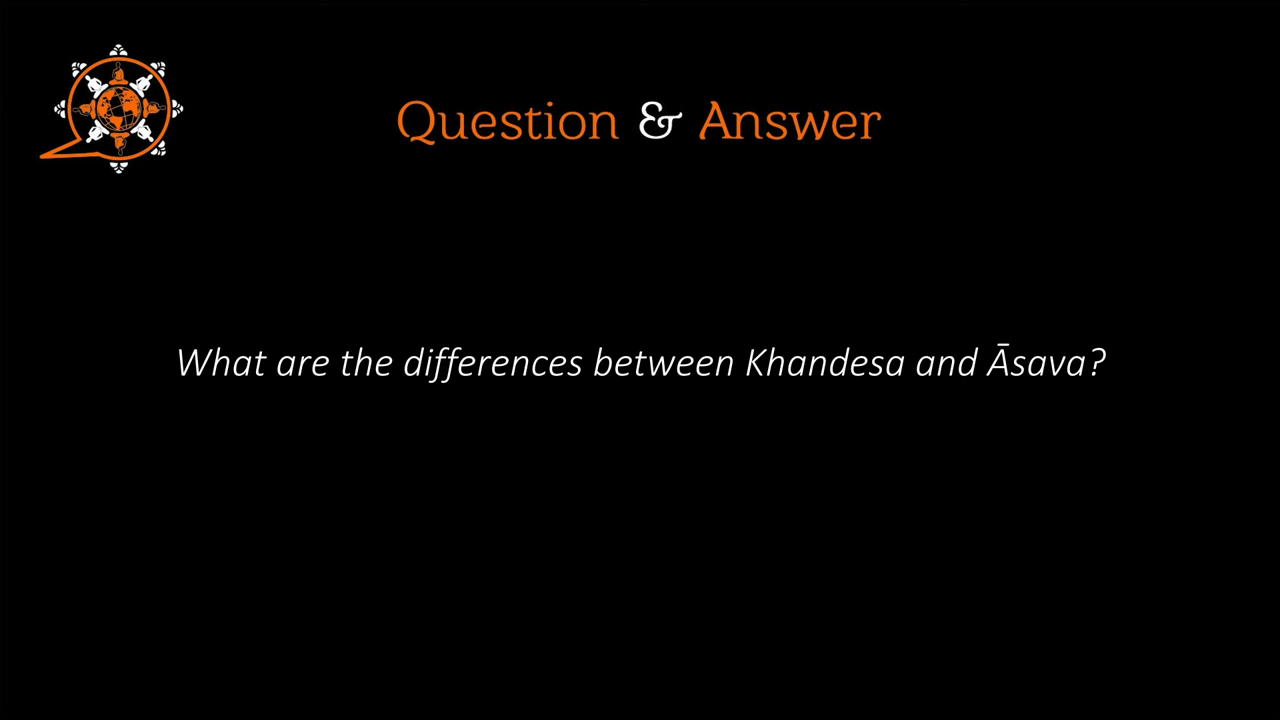 Question & Answer
What are the differences between Khandesa and Āsava?